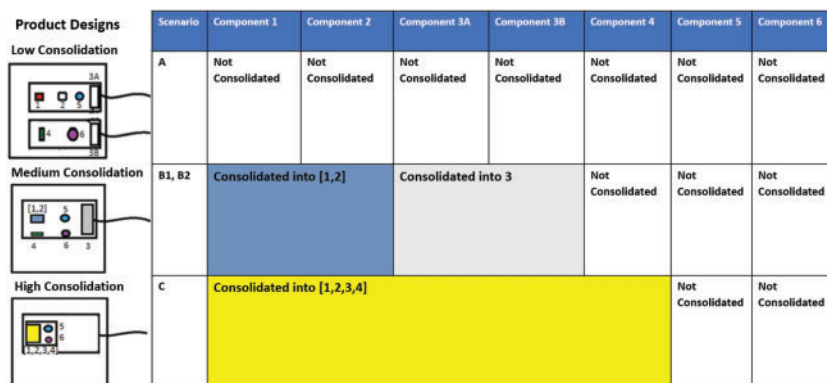 Product Designs
Scenario Component 1 Component 2 Component 3A Component 3B Component 4 Component 5 Component 6
Low Consolidation
3A
1 2 5
4 6
3B
A Not Consolidated Not Consolidated Not Consolidated Not Consolidated Not Consolidated Not Consolidated Not Consolidated
Medium Consolidation
[1,2] 5
4 6 3
B1, B2 Consolidated into [1,2] Consolidated into 3 Not Consolidated Not Consolidated Not Consolidated
High Consolidation
5
6
[1,2,3,4]
C Consolidated into [1,2,3,4] Not Consolidated Not Consolidated